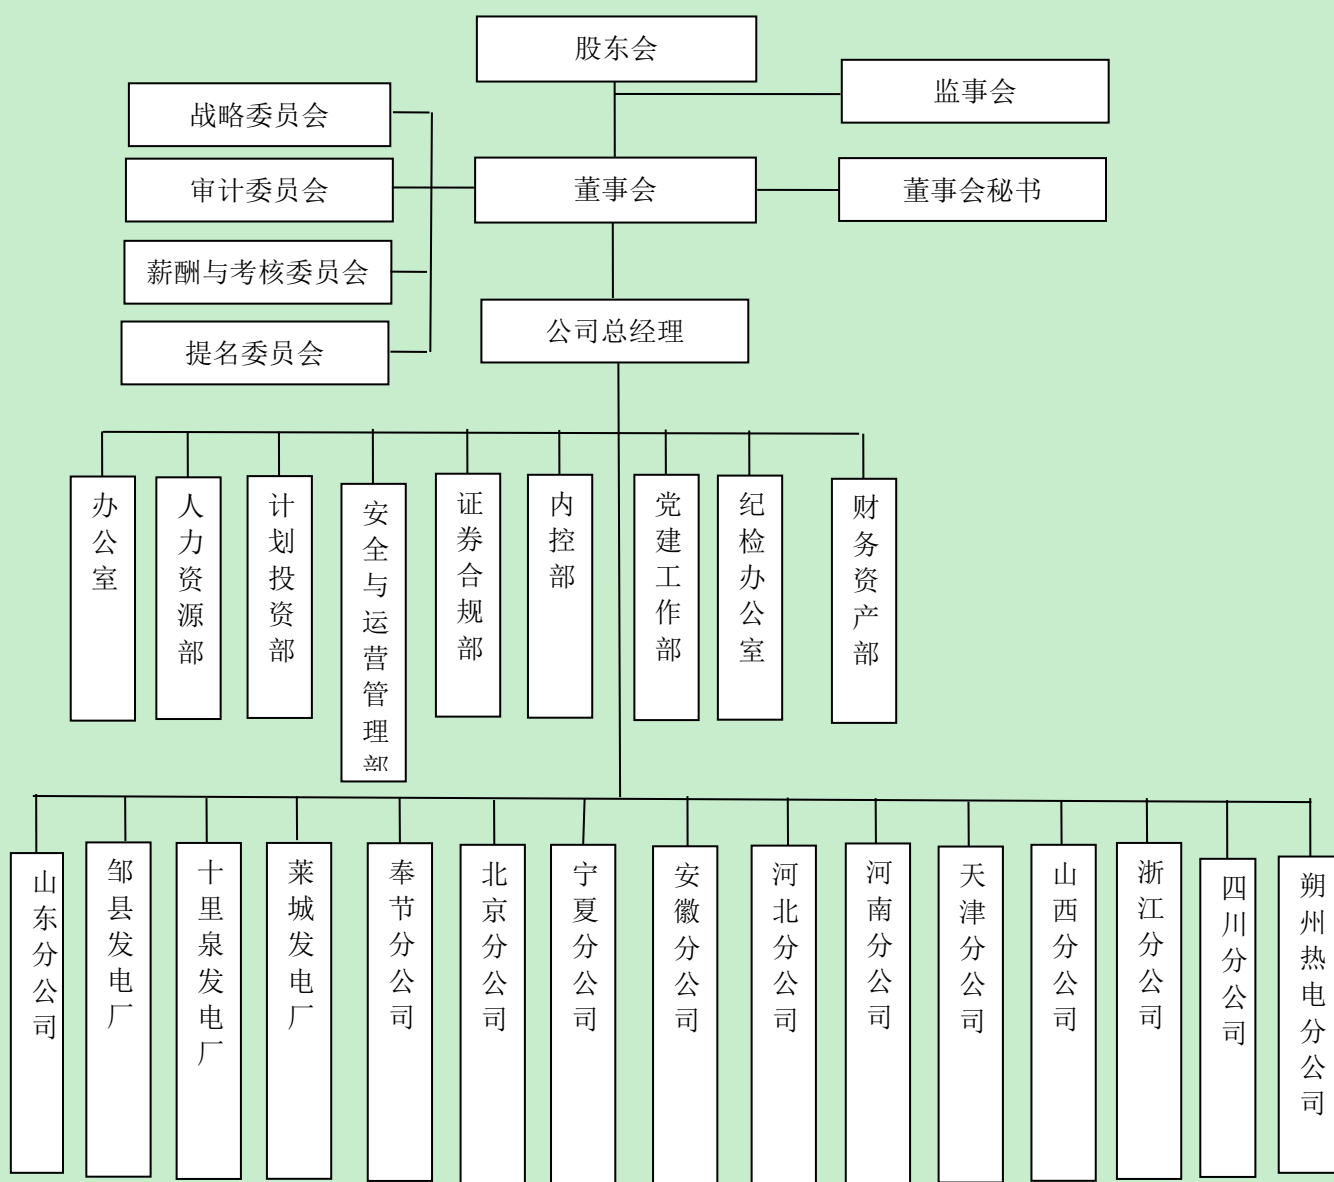 股东会
监事会
战略委员会
审计委员会
董事会
董事会秘书
薪酬与考核委员会
公司总经理
提名委员会
办公室
人力资源部
计划投资部
安全与运营管理部
证券合规部
内控部
党建工作部
纪检办公室
财务资产部
山东分公司
邹县发电厂
十里泉发电厂
莱城发电厂
奉节分公司
北京分公司
宁夏分公司
安徽分公司
河北分公司
河南分公司
天津分公司
山西分公司
浙江分公司
四川分公司
朔州热电分公司